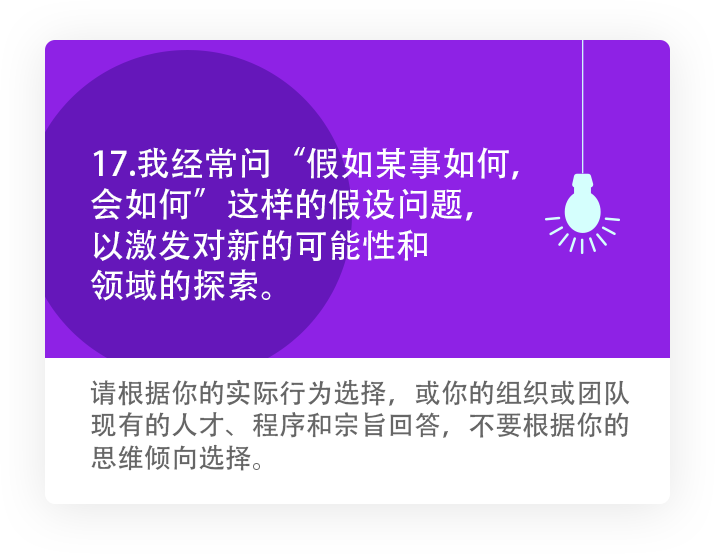 17.我经常问“假如某事如何，
会如何”这样的假设问题，
以激发对新的可能性和
领域的探索。
请根据你的实际行为选择，或你的组织或团队
现有的人才、程序和宗旨回答，不要根据你的
思维倾向选择。